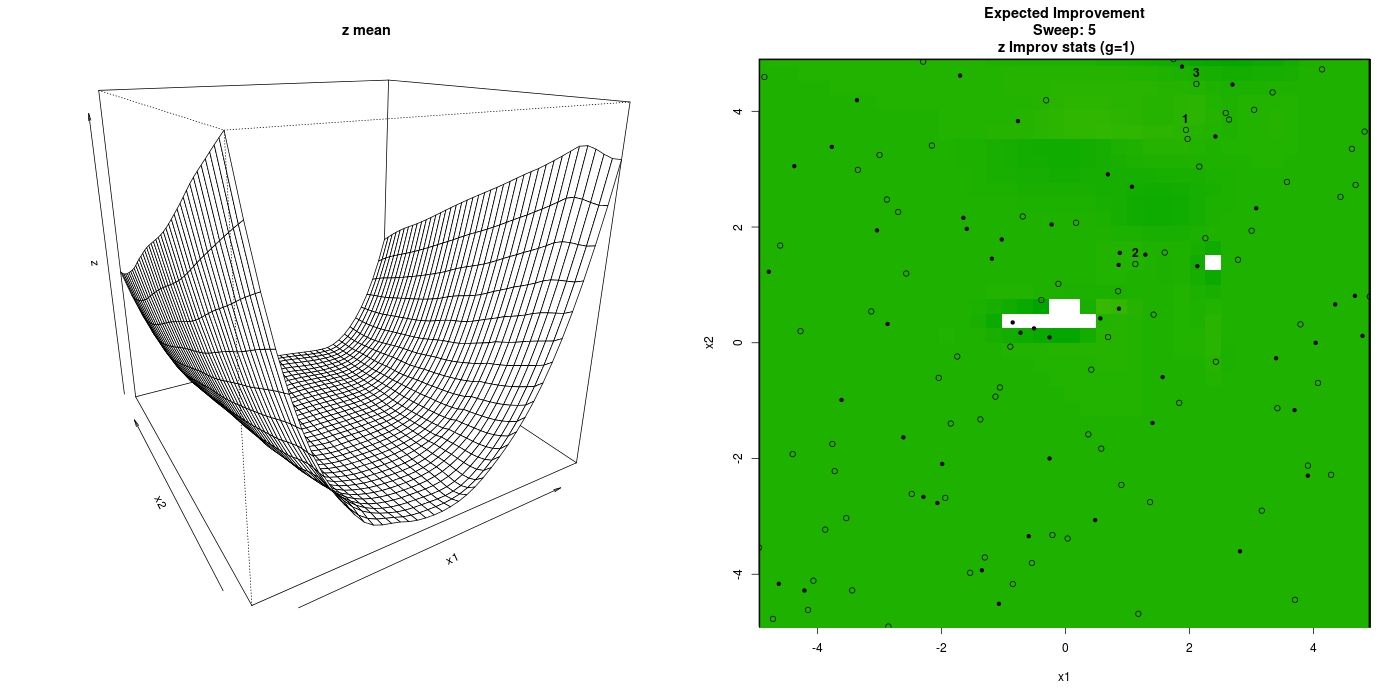 z mean
z
x2
x1
Expected Improvement
Sweep: 5
z Improv stats (g=1)
3
1
2
4
2
0
-2
-4
x2
-4
-2
0
2
4
x1